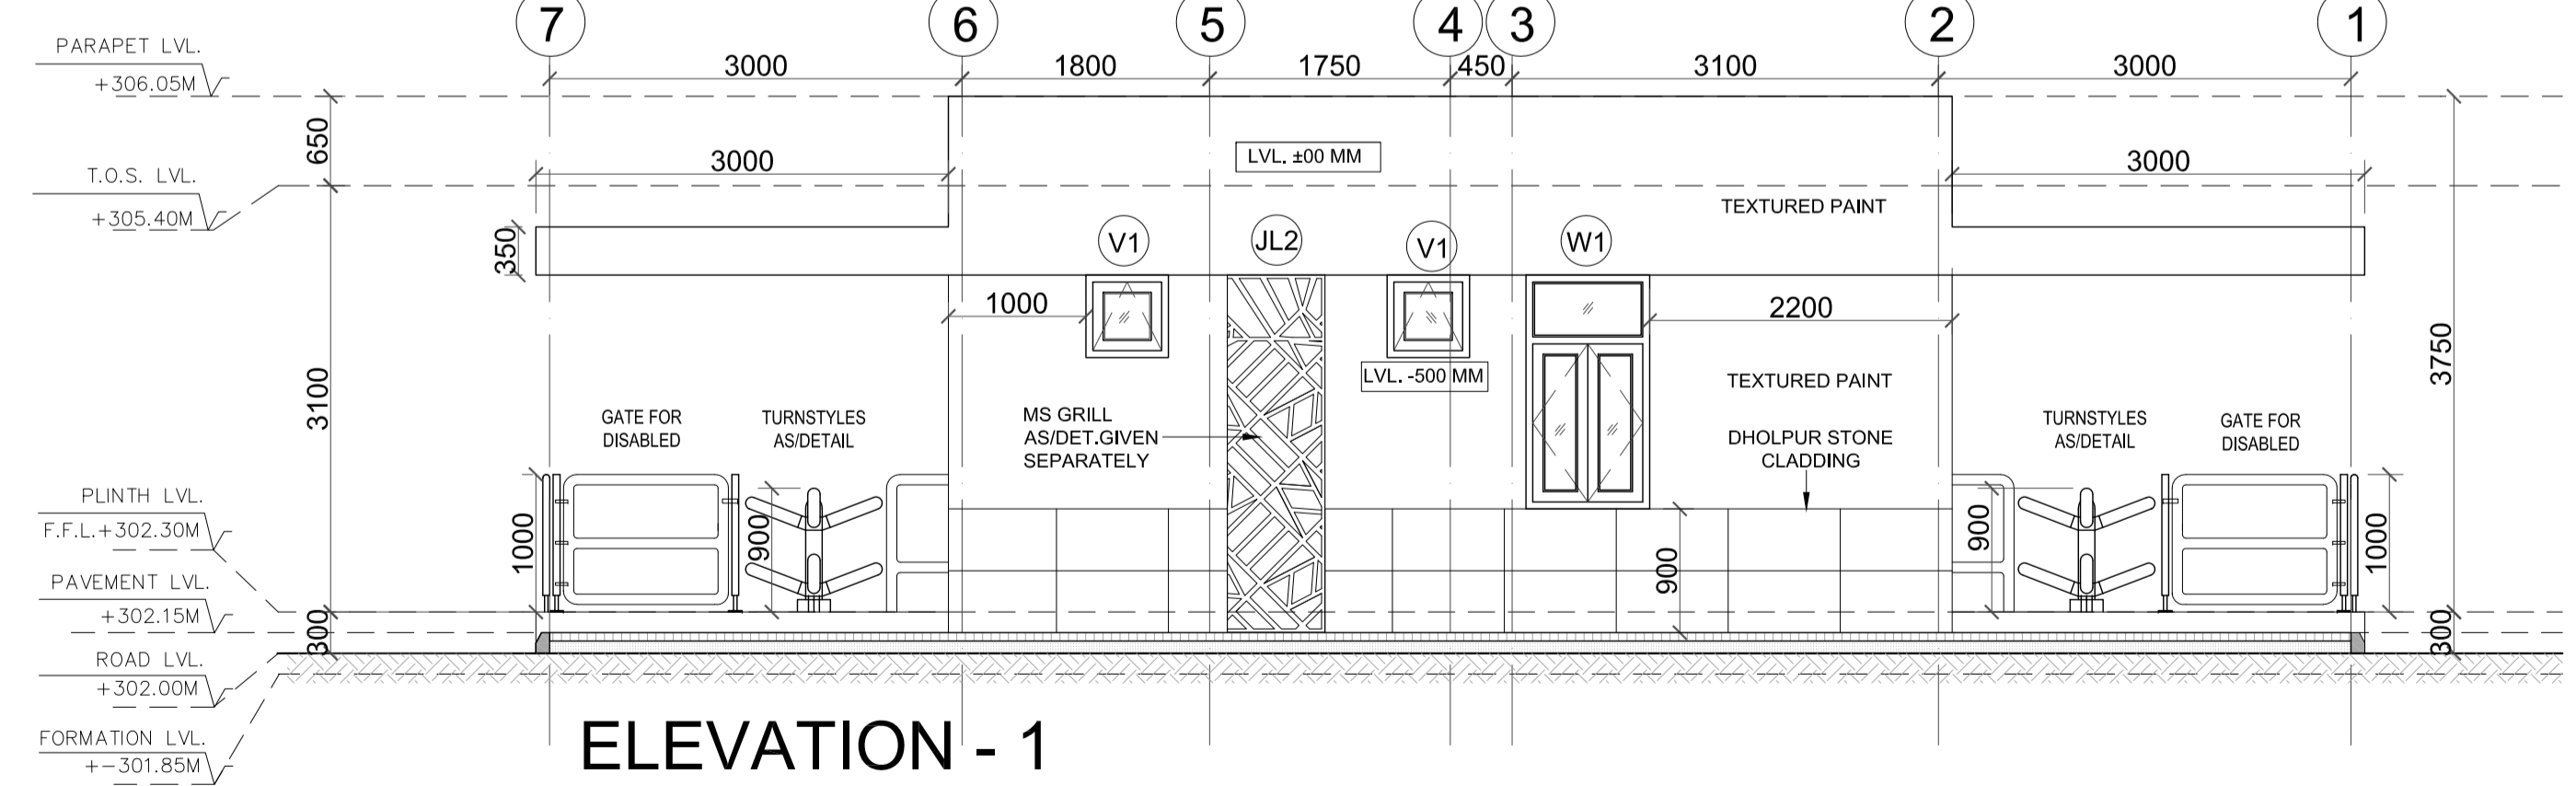 7 6 5 4 3 2 1
3000 1800 1750 450 3100 3000
PARAPET LVL.
+306.05M
650
3000
LVL. ±00 MM
3000
T.O.S. LVL.
+305.40M
TEXTURED PAINT
350
V1 JL2 V1 W1
1000
2200
3100
3750
LVL. -500 MM
TEXTURED PAINT
GATE FOR
DISABLED
TURNSTYLES
AS/DETAIL
MS GRILL
AS/DET.GIVEN
SEPARATELY
DHOLPUR STONE
CLADDING
TURNSTYLES
AS/DETAIL
GATE FOR
DISABLED
PLINTH LVL.
F.F.L.+302.30M
1000
900
900
900
1000
PAVEMENT LVL.
+302.15M
300
300
ROAD LVL.
+302.00M
FORMATION LVL.
+-301.85M
ELEVATION - 1